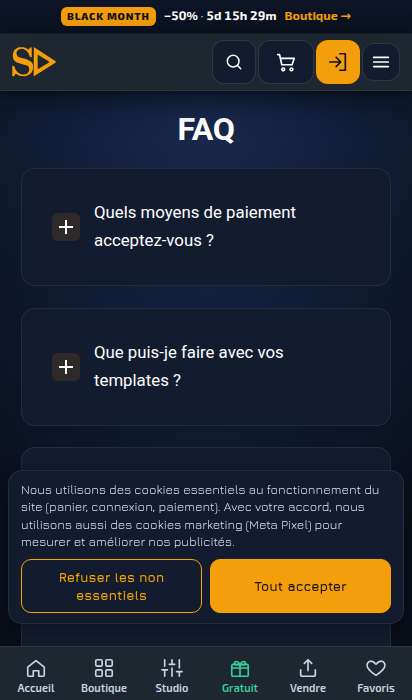 BLACK MONTH −50% · 5d 15h 29m Boutique →
S
FAQ
Quels moyens de paiement
acceptez-vous ?
Que puis-je faire avec vos
templates ?
Nous utilisons des cookies essentiels au fonctionnement du
site (panier, connexion, paiement). Avec votre accord, nous
utilisons aussi des cookies marketing (Meta Pixel) pour
mesurer et améliorer nos publicités.
Refuser les non
essentiels
Tout accepter
Accueil Boutique Studio Gratuit Vendre Favoris